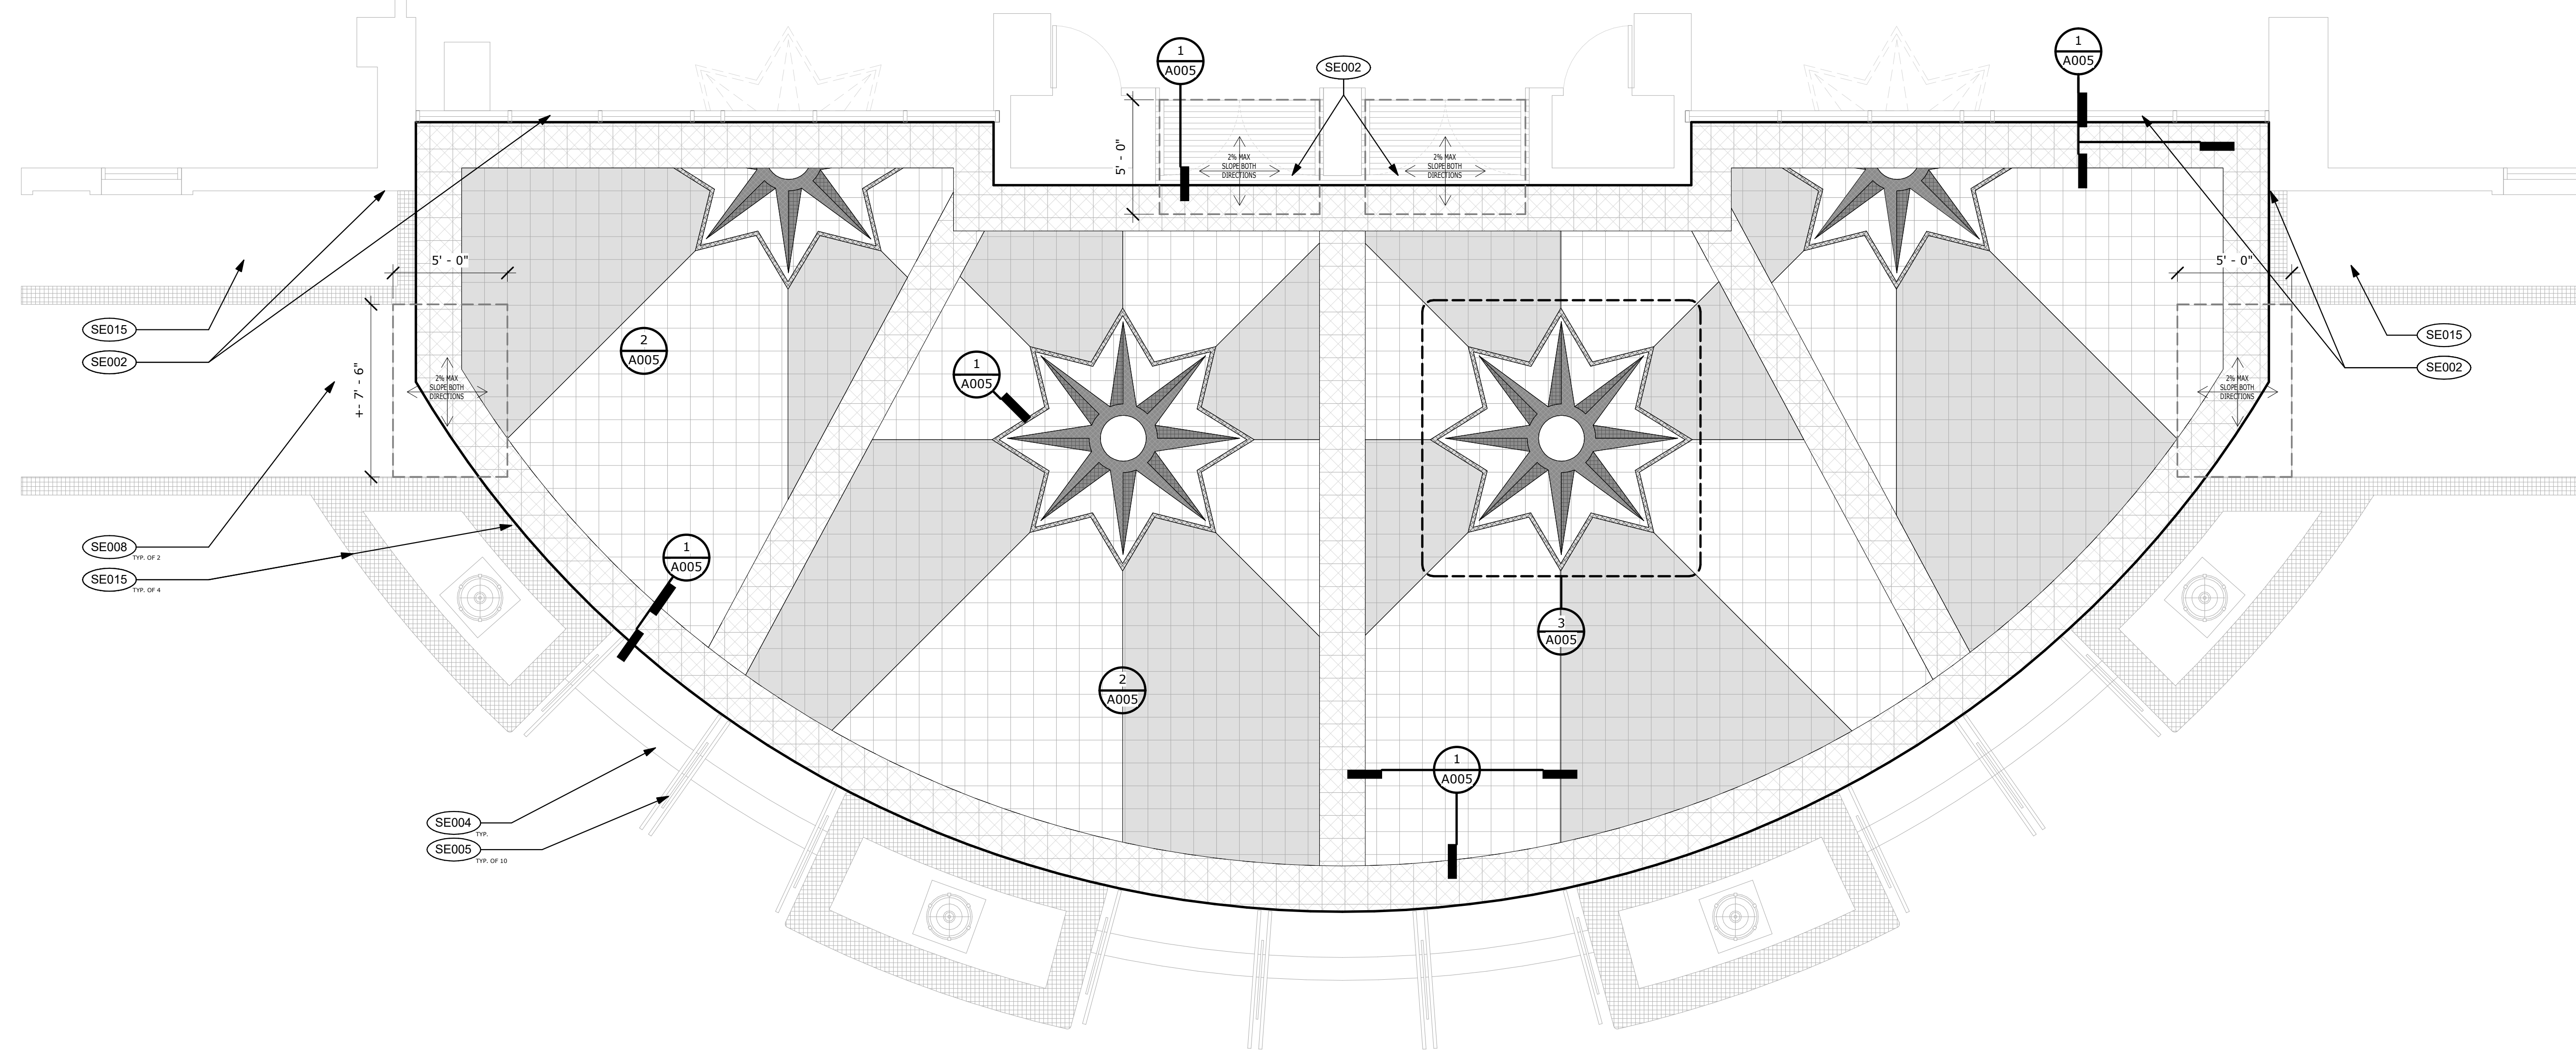 1
A005
SE002
1
A005
5' - 0"
2% MAX
SLOPE BOTH
DIRECTIONS
2% MAX
SLOPE BOTH
DIRECTIONS
5' - 0"
5' - 0"
SE015
SE002
SE015
SE002
2
A005
+- 7' - 6"
2% MAX
SLOPE BOTH
DIRECTIONS
1
A005
2% MAX
SLOPE BOTH
DIRECTIONS
SE008
TYP. OF 2
SE015
TYP. OF 4
1
A005
3
A005
2
A005
1
A005
SE004
TYP.
SE005
TYP. OF 10